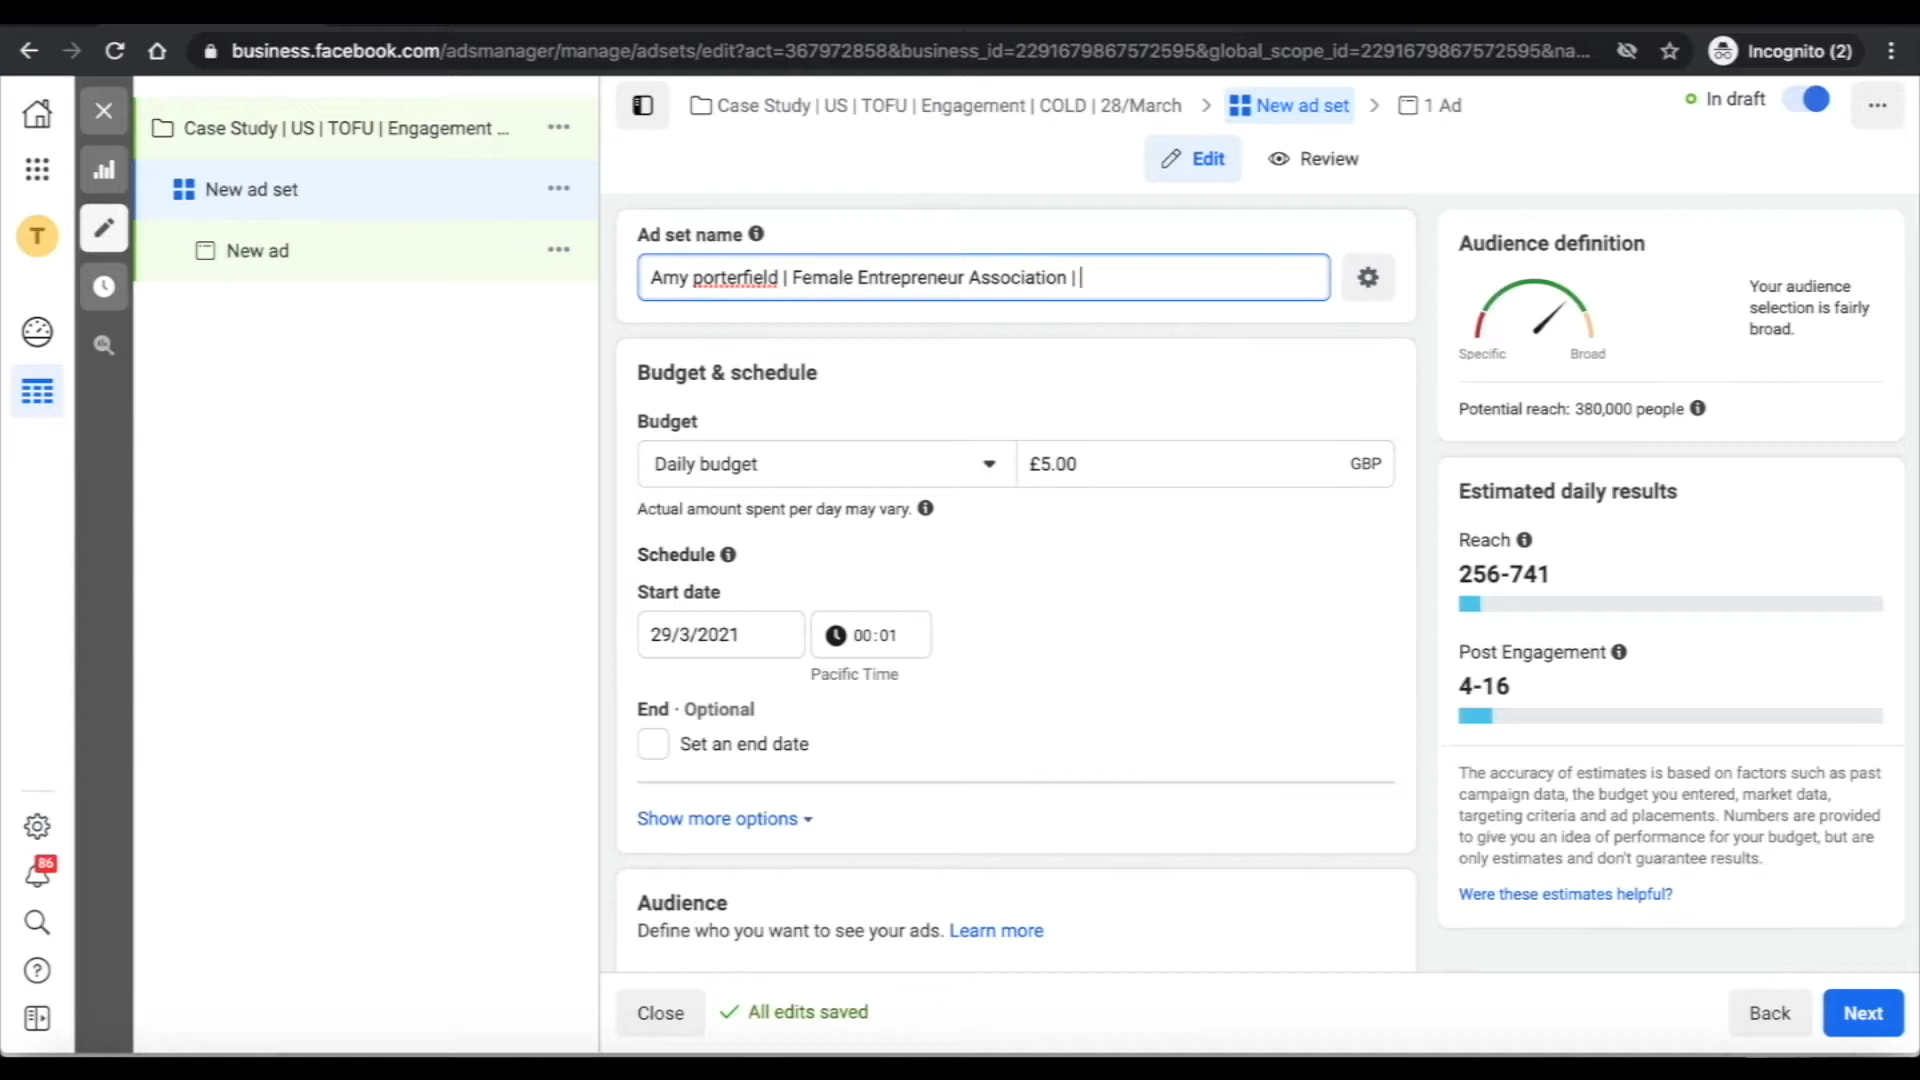 business.facebook.com/adsmanager/manage/adsets/edit?act=367972858&business_id=2291679867572595&global_scope_id=2291679867572595&na...
Incognito (2)
Case Study | US | TOFU | Engagement ...
New ad set
New ad
T
86
Case Study | US | TOFU | Engagement | COLD | 28/March
New ad set
1 Ad
In draft
Edit
Review
Ad set name
Amy porterfield | Female Entrepreneur Association |
Budget & schedule
Budget
Daily budget
£5.00
GBP
Actual amount spent per day may vary.
Schedule
Start date
29/3/2021
00:01
Pacific Time
End · Optional
Set an end date
Show more options
Audience
Define who you want to see your ads. Learn more
Audience definition
Your audience
selection is fairly
broad.
Specific
Broad
Potential reach: 380,000 people
Estimated daily results
Reach
256-741
Post Engagement
4-16
The accuracy of estimates is based on factors such as past
campaign data, the budget you entered, market data,
targeting criteria and ad placements. Numbers are provided
to give you an idea of performance for your budget, but are
only estimates and don't guarantee results.
Were these estimates helpful?
Close
All edits saved
Back
Next